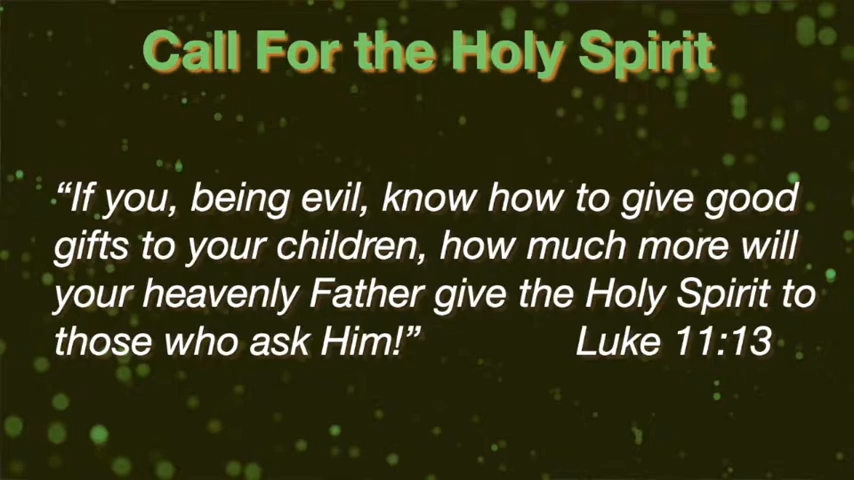 Call For the Holy Spirit
“If you, being evil, know how to give good
gifts to your children, how much more will
your heavenly Father give the Holy Spirit to
those who ask Him!” Luke 11:13